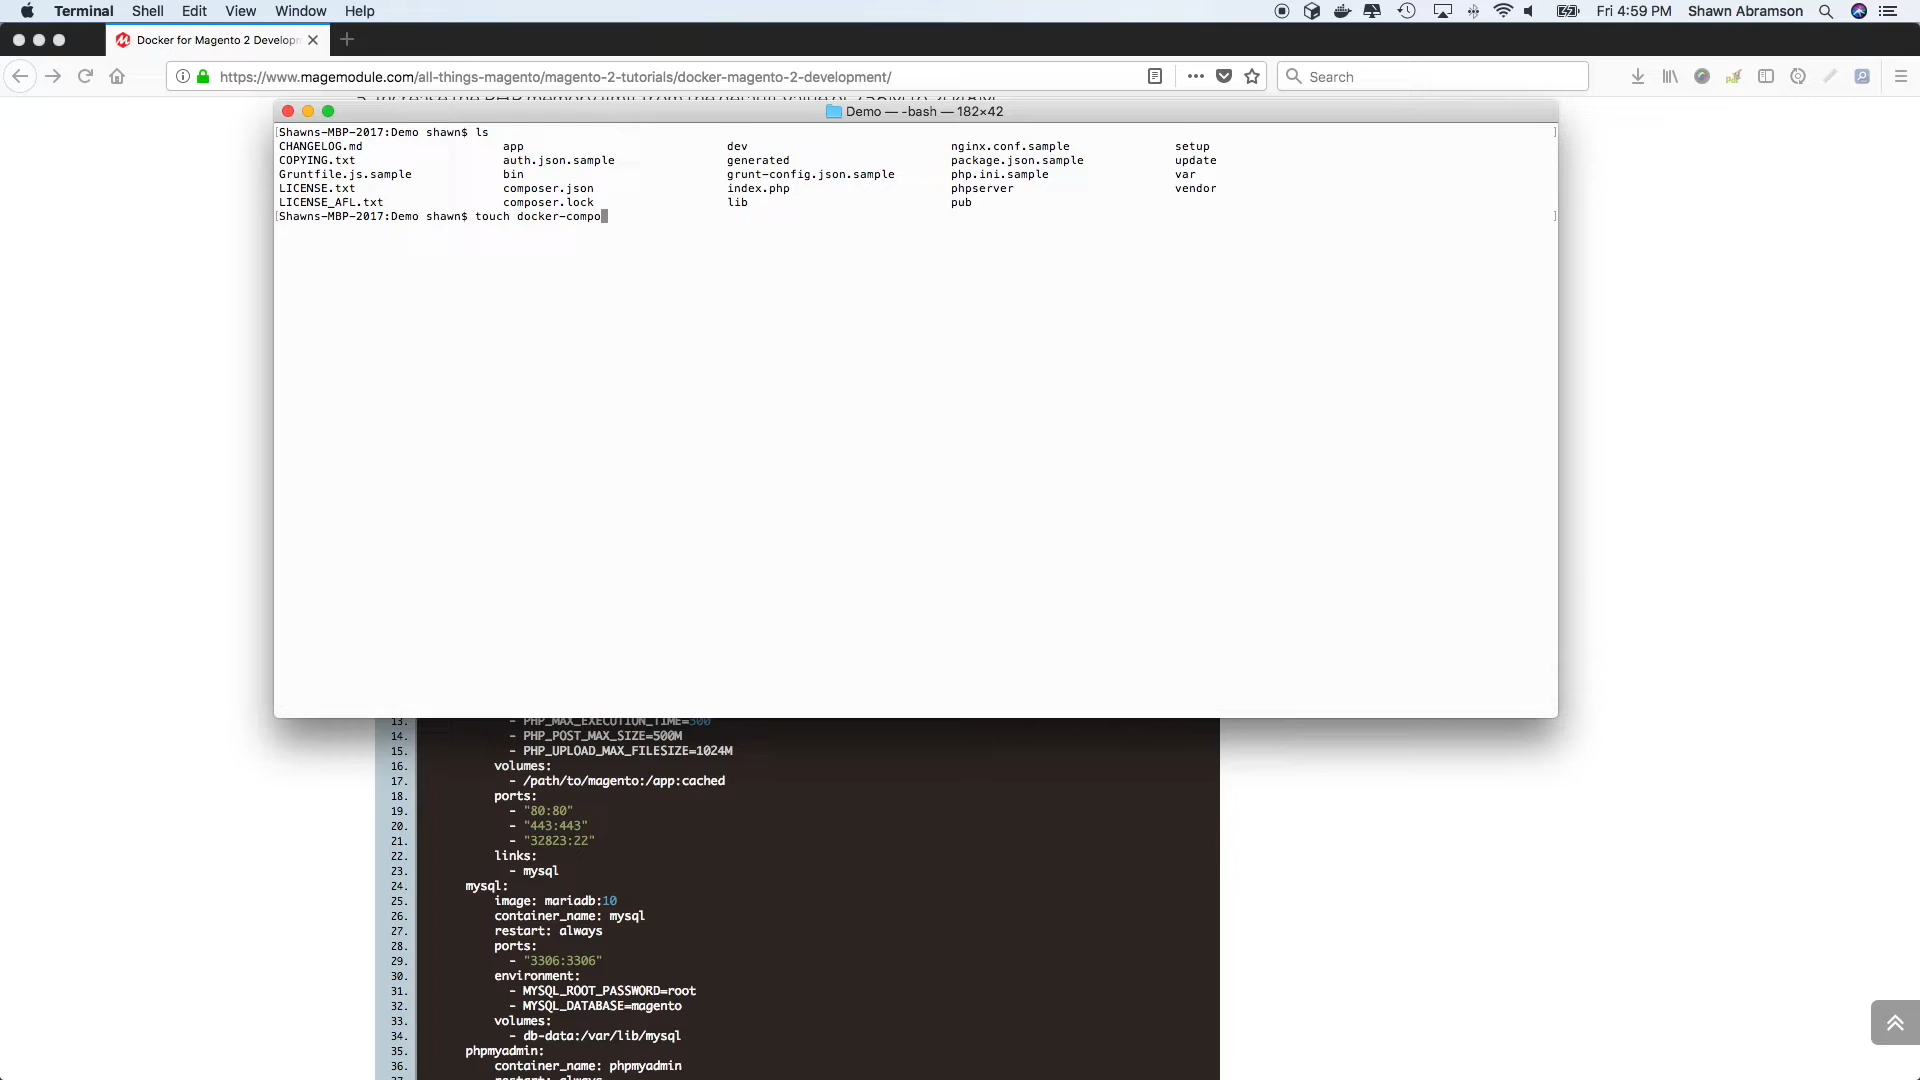 Terminal Shell Edit View Window Help Fri 4:59 PM Shawn Abramson
Docker for Magento 2 Develop
https://www.magemodule.com/all-things-magento/magento-2-tutorials/docker-magento-2-development/ Search
Demo — -bash — 182×42
Shawns-MBP-2017:Demo shawn$ ls
CHANGELOG.md app dev nginx.conf.sample setup
COPYING.txt auth.json.sample generated package.json.sample update
Gruntfile.js.sample bin grunt-config.json.sample php.ini.sample var
LICENSE.txt composer.json index.php phpserver vendor
LICENSE_AFL.txt composer.lock lib pub
Shawns-MBP-2017:Demo shawn$ touch docker-compo
13. - PHP_MAX_EXECUTION_TIME=300
14. - PHP_POST_MAX_SIZE=500M
15. - PHP_UPLOAD_MAX_FILESIZE=1024M
16. volumes:
17. - /path/to/magento:/app:cached
18. ports:
19. - "80:80"
20. - "443:443"
21. - "32823:22"
22. links:
23. - mysql
24. mysql:
25. image: mariadb:10
26. container_name: mysql
27. restart: always
28. ports:
29. - "3306:3306"
30. environment:
31. - MYSQL_ROOT_PASSWORD=root
32. - MYSQL_DATABASE=magento
33. volumes:
34. - db-data:/var/lib/mysql
35. phpmyadmin:
36. container_name: phpmyadmin